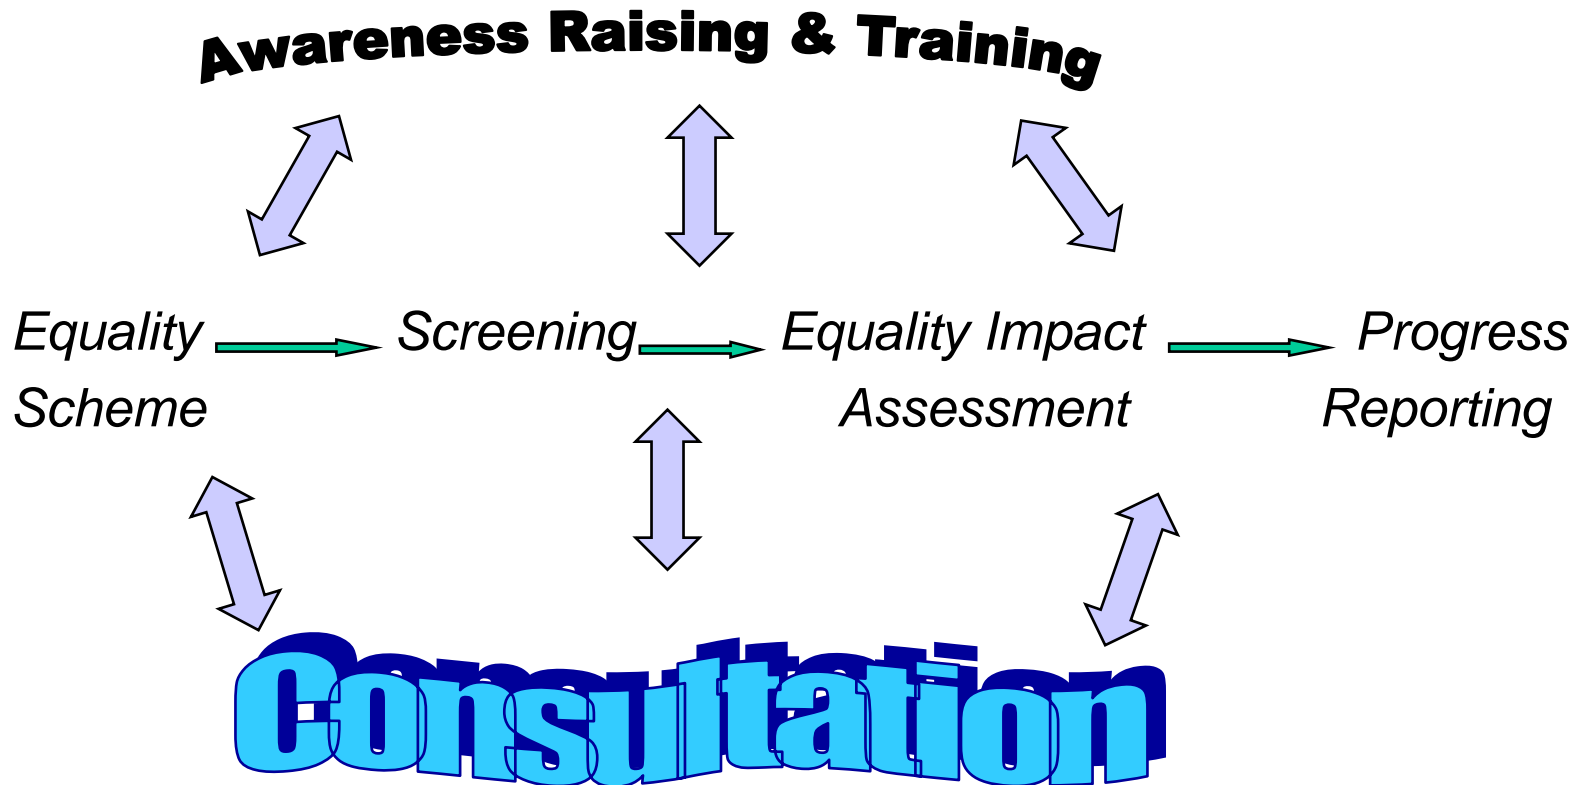 Awareness Raising & Training
Equality Screening Equality Impact Progress
Scheme Assessment Reporting
Consultation